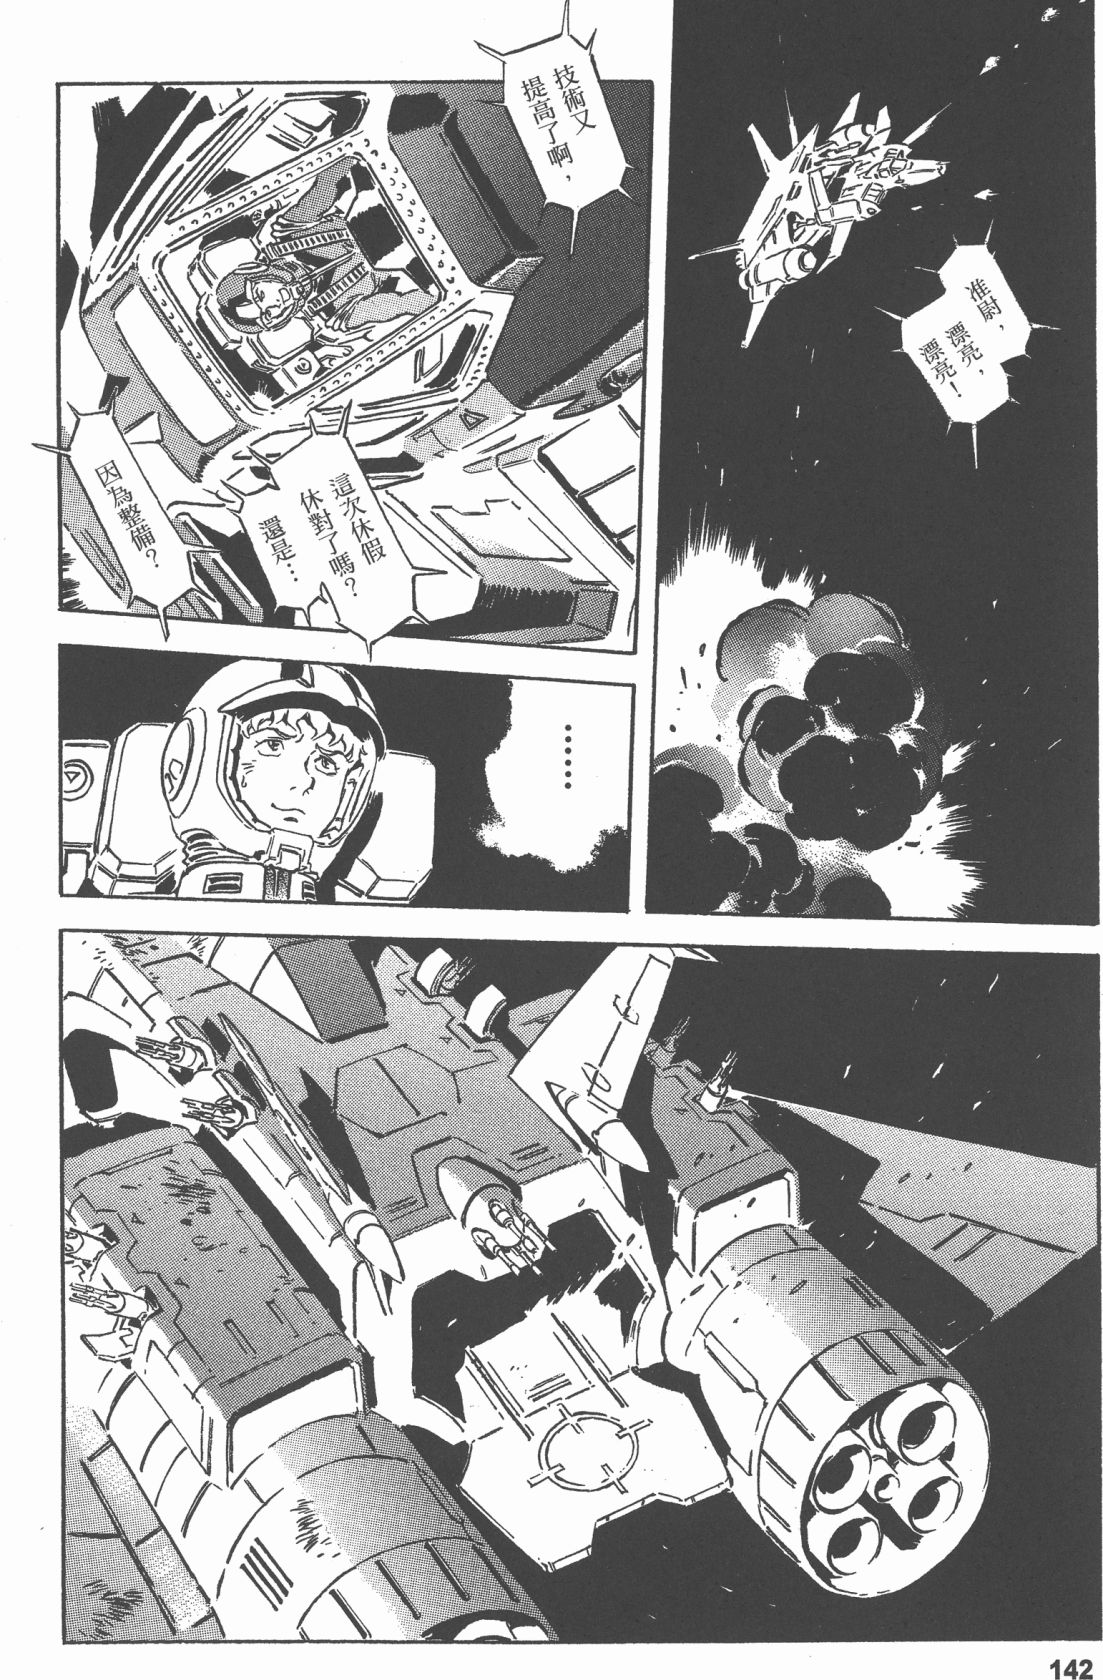 准尉，
漂亮，
漂亮！
技術又
提高了啊，
這次休假
休對了嗎？
還是…
因為整備？
……
142